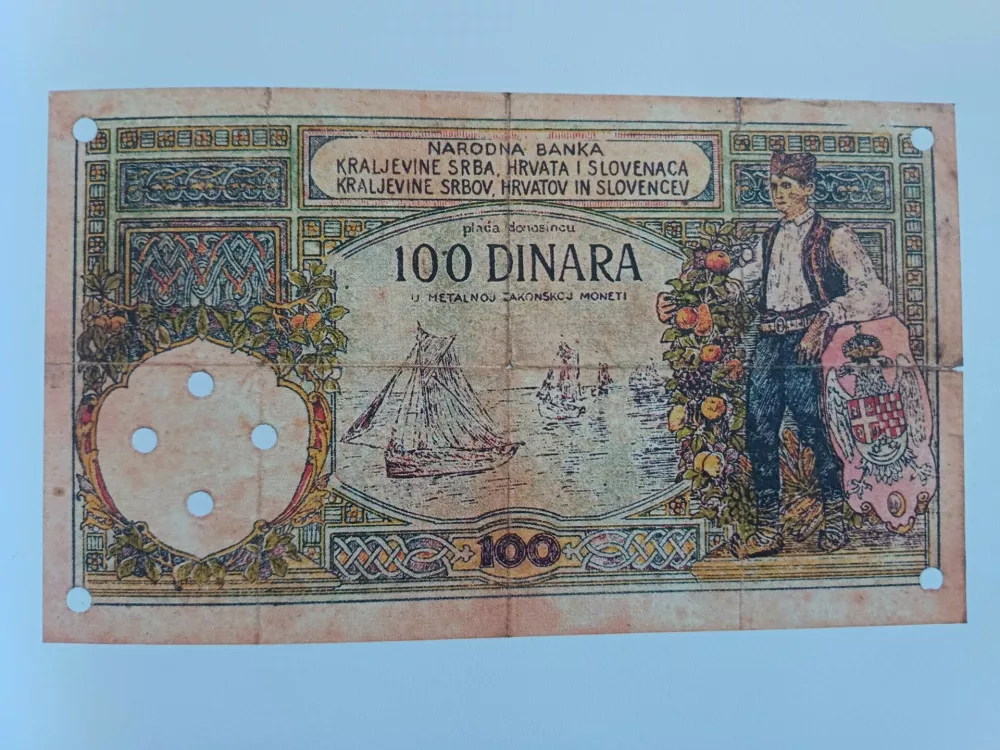 NARODNA BANKA
KRALJEVINE SRBA, HRVATA I SLOVENACA
KRALJEVINE SRBOV, HRVATOV IN SLOVENCEV
plaća donosiocu
100 DINARA
U METALNOJ ZAKONSKOJ MONETI
100